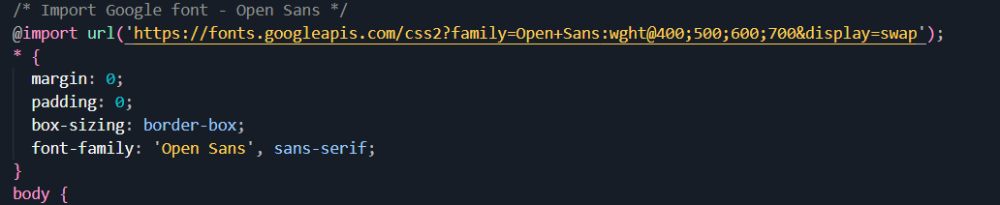 /* Import Google font - Open Sans */
@import url('https://fonts.googleapis.com/css2?family=Open+Sans:wght@400;500;600;700&display=swap');
* {
  margin: 0;
  padding: 0;
  box-sizing: border-box;
  font-family: 'Open Sans', sans-serif;
}
body {